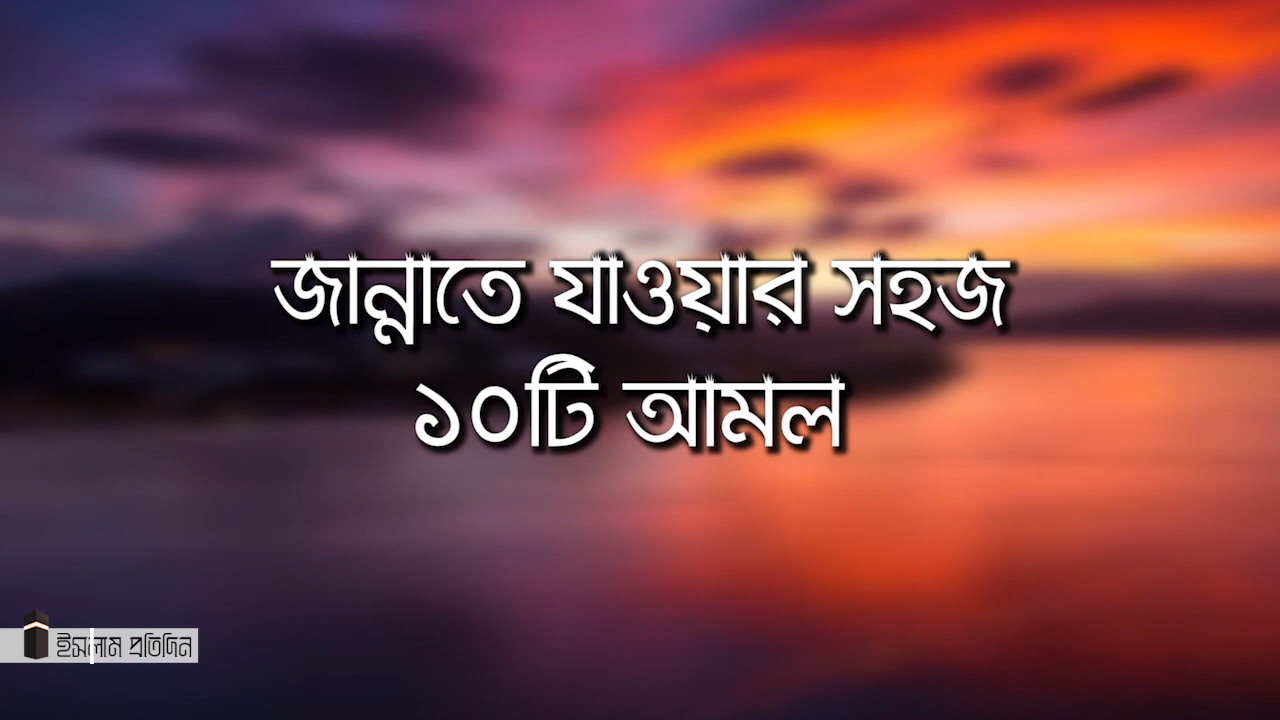 জান্নাতে যাওয়ার সহজ
১০টি আমল
ইসলাম প্রতিদিন